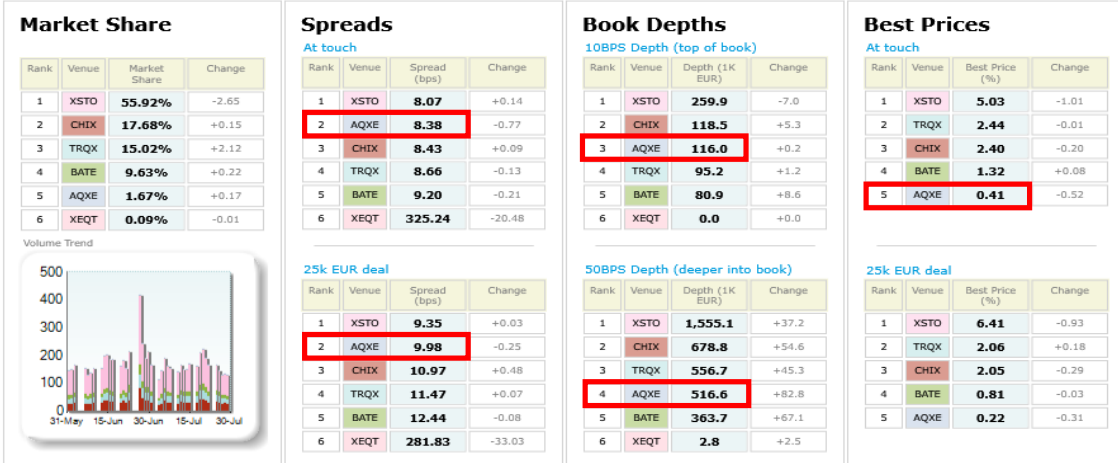 Market Share
Rank Venue Market Share Change
1 XSTO 55.92% -2.65
2 CHIX 17.68% +0.15
3 TRQX 15.02% +2.12
4 BATE 9.63% +0.22
5 AQXE 1.67% +0.17
6 XEQT 0.09% -0.01
Volume Trend
500
400
300
200
100
0
31-May 15-Jun 30-Jun 15-Jul 30-Jul
Spreads
At touch
Rank Venue Spread (bps) Change
1 XSTO 8.07 +0.14
2 AQXE 8.38 -0.77
3 CHIX 8.43 +0.09
4 TRQX 8.66 -0.13
5 BATE 9.20 -0.21
6 XEQT 325.24 -20.48
25k EUR deal
Rank Venue Spread (bps) Change
1 XSTO 9.35 +0.03
2 AQXE 9.98 -0.25
3 CHIX 10.97 +0.48
4 TRQX 11.47 +0.07
5 BATE 12.44 -0.08
6 XEQT 281.83 -33.03
Book Depths
10BPS Depth (top of book)
Rank Venue Depth (1K EUR) Change
1 XSTO 259.9 -7.0
2 CHIX 118.5 +5.3
3 AQXE 116.0 +0.2
4 TRQX 95.2 +1.2
5 BATE 80.9 +8.6
6 XEQT 0.0 +0.0
50BPS Depth (deeper into book)
Rank Venue Depth (1K EUR) Change
1 XSTO 1,555.1 +37.2
2 CHIX 678.8 +54.6
3 TRQX 556.7 +45.3
4 AQXE 516.6 +82.8
5 BATE 363.7 +67.1
6 XEQT 2.8 +2.5
Best Prices
At touch
Rank Venue Best Price (%) Change
1 XSTO 5.03 -1.01
2 TRQX 2.44 -0.01
3 CHIX 2.40 -0.20
4 BATE 1.32 +0.08
5 AQXE 0.41 -0.52
25k EUR deal
Rank Venue Best Price (%) Change
1 XSTO 6.41 -0.93
2 TRQX 2.06 +0.18
3 CHIX 2.05 -0.29
4 BATE 0.81 -0.03
5 AQXE 0.22 -0.31